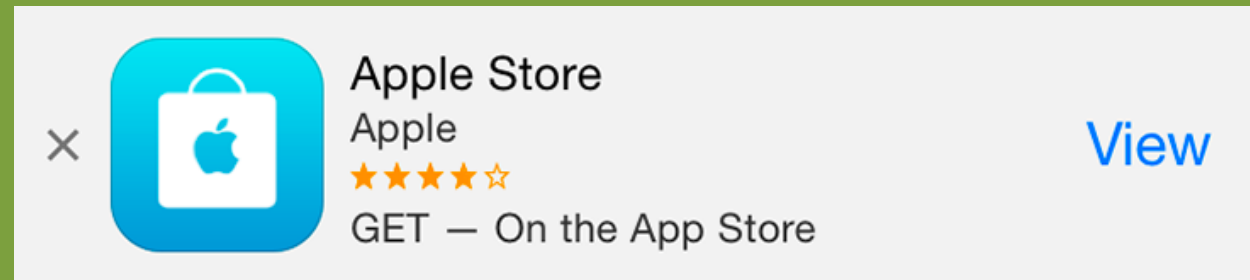 Apple Store
Apple
GET — On the App Store
View